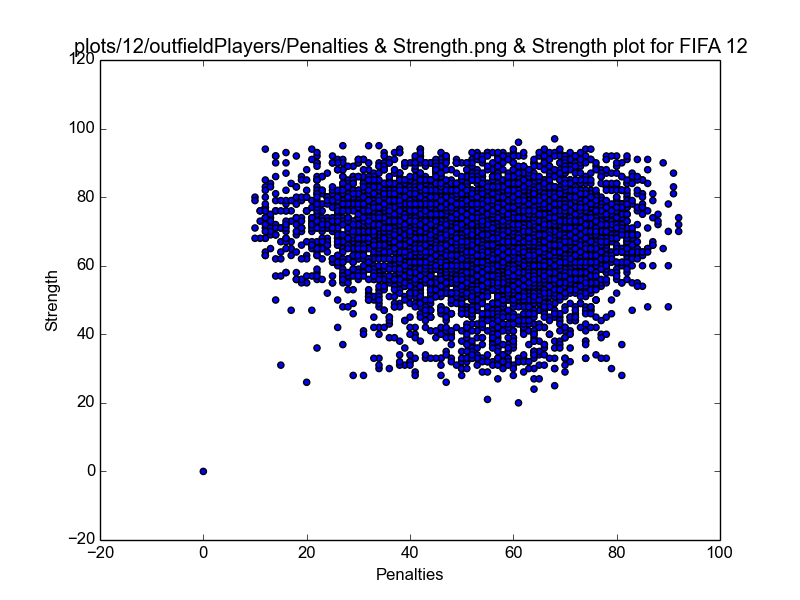 plots/12/outfieldPlayers/Penalties & Strength.png & Strength plot for FIFA 12
120
100
80
60
40
20
0
−20
Strength
−20 0 20 40 60 80 100
Penalties